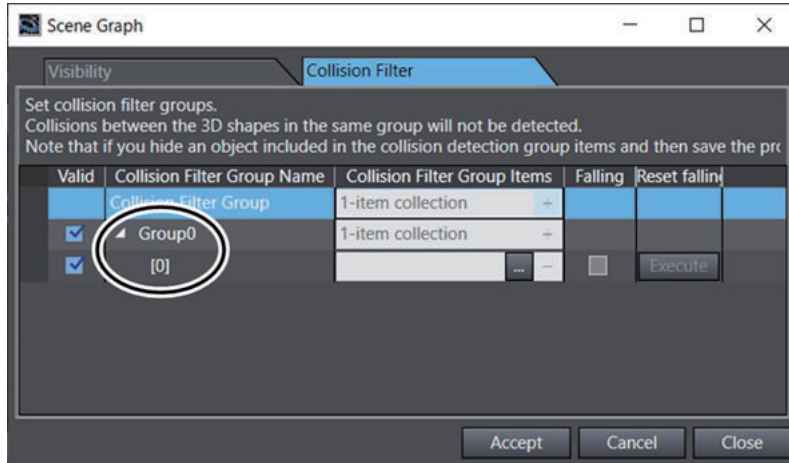 Scene Graph
Visibility
Collision Filter
Set collision filter groups.
Collisions between the 3D shapes in the same group will not be detected.
Note that if you hide an object included in the collision detection group items and then save the pro
Valid Collision Filter Group Name Collision Filter Group Items Falling Reset falling
Collision Filter Group 1-item collection +
Group0 1-item collection +
[0] ... − Execute
Accept Cancel Close